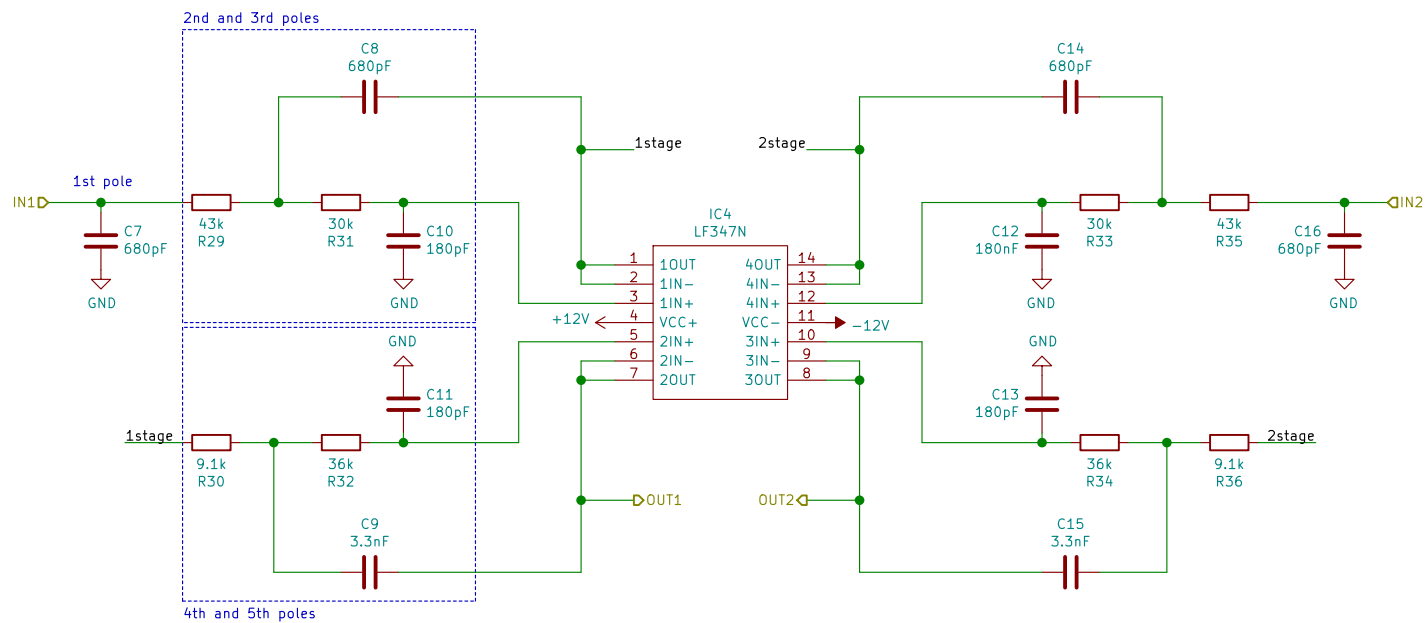 2nd and 3rd poles
C8
680pF
C14
680pF
1stage
2stage
1st pole
IN1
IN2
43k
R29
30k
R31
C7
680pF
C10
180pF
GND
GND
IC4
LF347N
1 1OUT 4OUT 14
2 1IN- 4IN- 13
3 1IN+ 4IN+ 12
+12V 4 VCC+ VCC- 11 -12V
5 2IN+ 3IN+ 10
6 2IN- 3IN- 9
7 2OUT 3OUT 8
30k
R33
43k
R35
C12
180nF
C16
680pF
GND
GND
GND
C11
180pF
1stage
9.1k
R30
36k
R32
C9
3.3nF
OUT1
OUT2
GND
C13
180pF
2stage
36k
R34
9.1k
R36
C15
3.3nF
4th and 5th poles